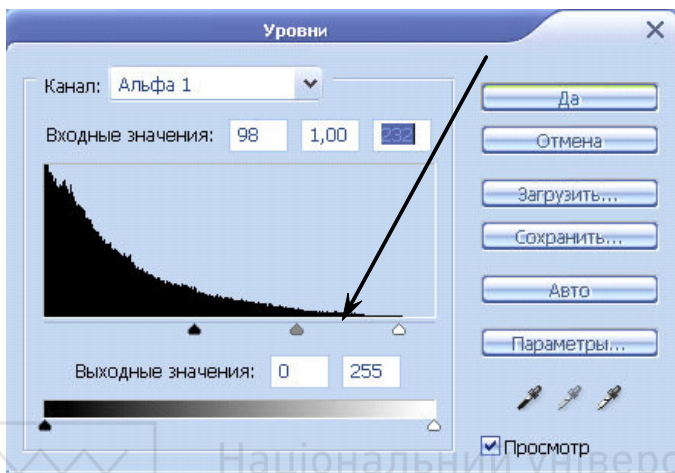 Уровни
Канал: Альфа 1
Входные значения: 98 1,00 232
Выходные значения: 0 255
Да
Отмена
Загрузить...
Сохранить...
Авто
Параметры...
Просмотр
Національний